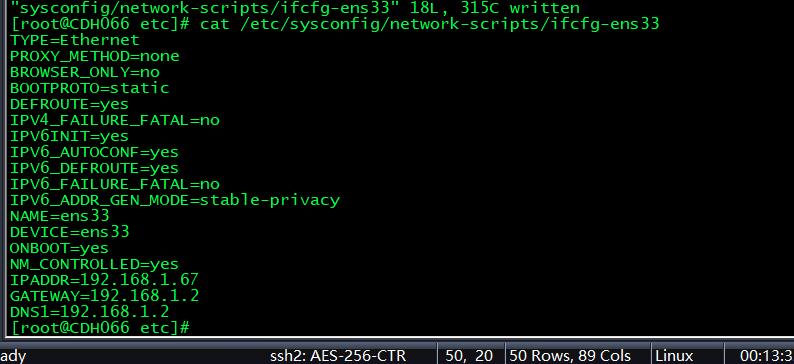 "sysconfig/network-scripts/ifcfg-ens33" 18L, 315C written
[root@CDH066 etc]# cat /etc/sysconfig/network-scripts/ifcfg-ens33
TYPE=Ethernet
PROXY_METHOD=none
BROWSER_ONLY=no
BOOTPROTO=static
DEFROUTE=yes
IPV4_FAILURE_FATAL=no
IPV6INIT=yes
IPV6_AUTOCONF=yes
IPV6_DEFROUTE=yes
IPV6_FAILURE_FATAL=no
IPV6_ADDR_GEN_MODE=stable-privacy
NAME=ens33
DEVICE=ens33
ONBOOT=yes
NM_CONTROLLED=yes
IPADDR=192.168.1.67
GATEWAY=192.168.1.2
DNS1=192.168.1.2
[root@CDH066 etc]#
ady ssh2: AES-256-CTR 50, 20 50 Rows, 89 Cols Linux 00:13:3